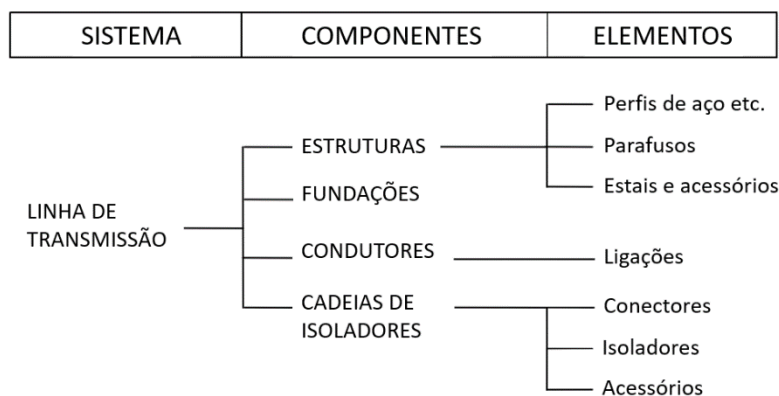 SISTEMA COMPONENTES ELEMENTOS
Perfis de aço etc.
ESTRUTURAS Parafusos
Estais e acessórios
FUNDAÇÕES
LINHA DE
TRANSMISSÃO
CONDUTORES Ligações
CADEIAS DE Conectores
ISOLADORES
Isoladores
Acessórios